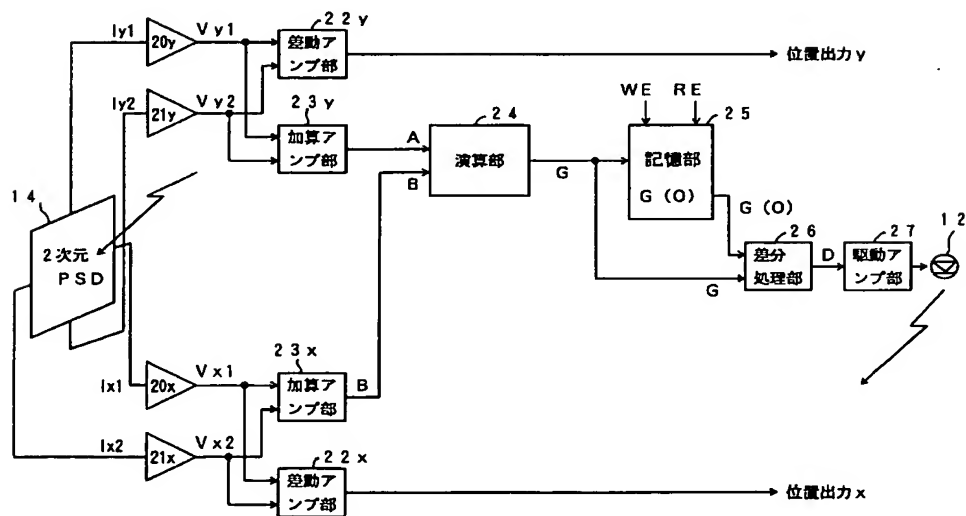 Iy1
20y
Vy1
22y
差動ア
ンプ部
位置出力y
Iy2
21y
Vy2
23y
加算ア
ンプ部
A
B
24
演算部
G
WE
RE
25
記憶部
G(O)
G(O)
26
差分
処理部
G
D
27
駆動ア
ンプ部
12
14
2次元
PSD
Ix1
20x
Vx1
23x
加算ア
ンプ部
B
Ix2
21x
Vx2
22x
差動ア
ンプ部
位置出力x